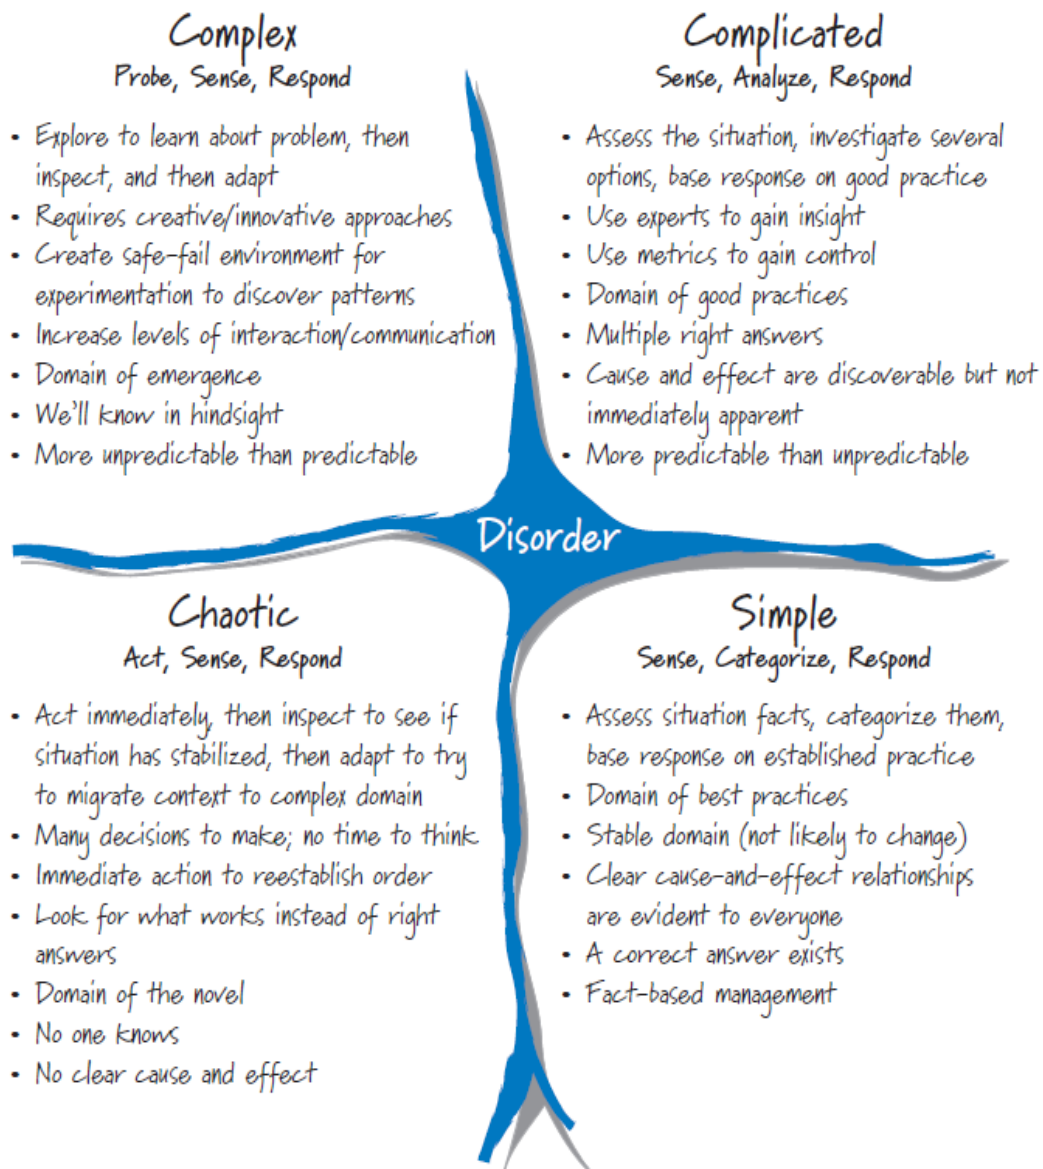 Complex
Probe, Sense, Respond
• Explore to learn about problem, then
inspect, and then adapt
• Requires creative/innovative approaches
• Create safe-fail environment for
experimentation to discover patterns
• Increase levels of interaction/communication
• Domain of emergence
• We'll know in hindsight
• More unpredictable than predictable
Complicated
Sense, Analyze, Respond
• Assess the situation, investigate several
options, base response on good practice
• Use experts to gain insight
• Use metrics to gain control
• Domain of good practices
• Multiple right answers
• Cause and effect are discoverable but not
immediately apparent
• More predictable than unpredictable
Disorder
Chaotic
Act, Sense, Respond
• Act immediately, then inspect to see if
situation has stabilized, then adapt to try
to migrate context to complex domain
• Many decisions to make; no time to think
• Immediate action to reestablish order
• Look for what works instead of right
answers
• Domain of the novel
• No one knows
• No clear cause and effect
Simple
Sense, Categorize, Respond
• Assess situation facts, categorize them,
base response on established practice
• Domain of best practices
• Stable domain (not likely to change)
• Clear cause-and-effect relationships
are evident to everyone
• A correct answer exists
• Fact-based management